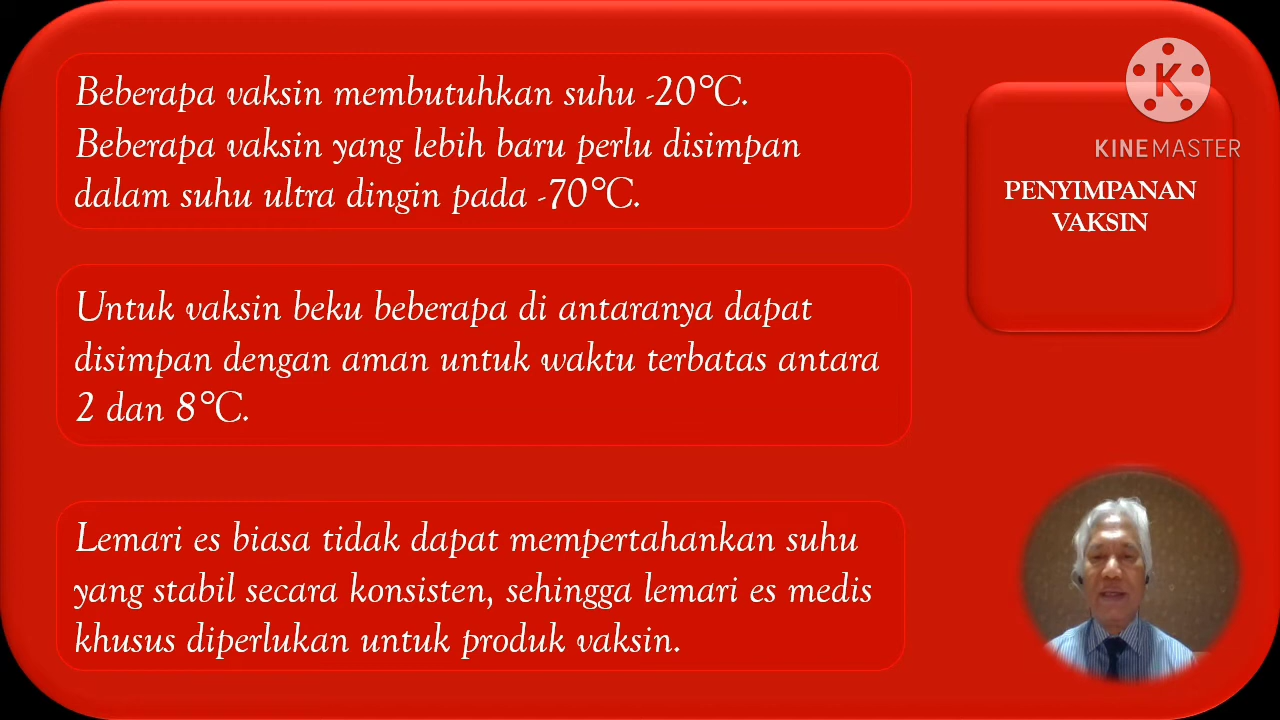 Beberapa vaksin membutuhkan suhu -20°C.
Beberapa vaksin yang lebih baru perlu disimpan
dalam suhu ultra dingin pada -70°C.
Untuk vaksin beku beberapa di antaranya dapat
disimpan dengan aman untuk waktu terbatas antara
2 dan 8°C.
Lemari es biasa tidak dapat mempertahankan suhu
yang stabil secara konsisten, sehingga lemari es medis
khusus diperlukan untuk produk vaksin.
K
KINEMASTER
PENYIMPANAN
VAKSIN